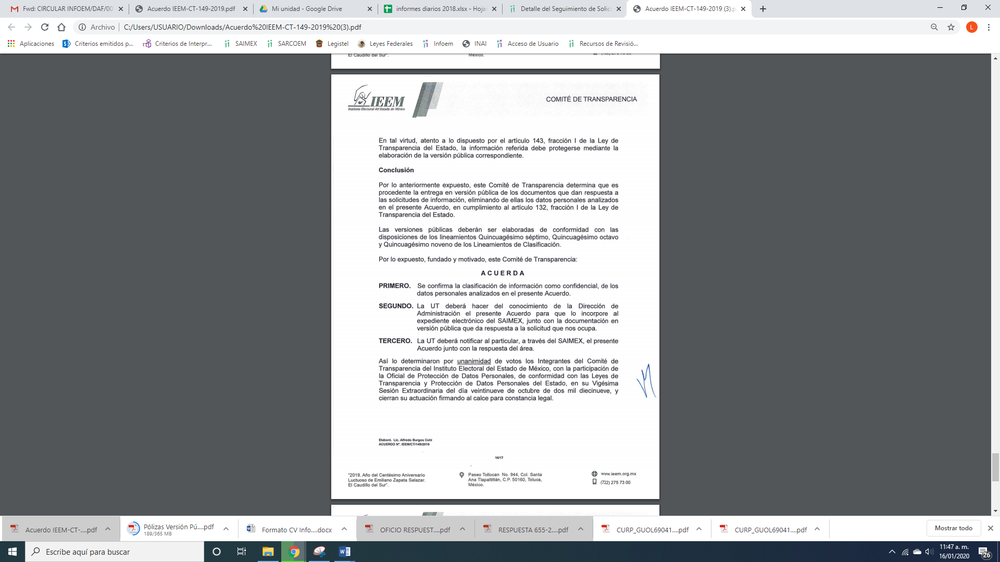 Fwd: CIRCULAR INFOEM/DAF/00
Acuerdo IEEM-CT-149-2019.pdf
Mi unidad - Google Drive
informes diarios 2018.xlsx - Hoja
Detalle del Seguimiento de Solici
Acuerdo IEEM-CT-149-2019 (3).p
Archivo
C:/Users/USUARIO/Downloads/Acuerdo%20IEEM-CT-149-2019%20(3).pdf
L
Aplicaciones
Criterios emitidos p...
Criterios de Interpr...
SAIMEX
SARCOEM
Legistel
Leyes Federales
Infoem
INAI
Acceso de Usuario
Recursos de Revisió...
El Caudillo del Sur".
México.
IEEM
Instituto Electoral del Estado de México
COMITÉ DE TRANSPARENCIA
En tal virtud, atento a lo dispuesto por el artículo 143, fracción I de la Ley de
Transparencia del Estado, la información referida debe protegerse mediante la
elaboración de la versión pública correspondiente.
Conclusión
Por lo anteriormente expuesto, este Comité de Transparencia determina que es
procedente la entrega en versión pública de los documentos que dan respuesta a
las solicitudes de información, eliminando de ellas los datos personales analizados
en el presente Acuerdo, en cumplimiento al artículo 132, fracción I de la Ley de
Transparencia del Estado.
Las versiones públicas deberán ser elaboradas de conformidad con las
disposiciones de los lineamientos Quincuagésimo séptimo, Quincuagésimo octavo
y Quincuagésimo noveno de los Lineamientos de Clasificación.
Por lo expuesto, fundado y motivado, este Comité de Transparencia:
A C U E R D A
PRIMERO. Se confirma la clasificación de información como confidencial, de los
datos personales analizados en el presente Acuerdo.
SEGUNDO. La UT deberá hacer del conocimiento de la Dirección de
Administración el presente Acuerdo para que lo incorpore al
expediente electrónico del SAIMEX, junto con la documentación en
versión pública que da respuesta a la solicitud que nos ocupa.
TERCERO. La UT deberá notificar al particular, a través del SAIMEX, el presente
Acuerdo junto con la respuesta del área.
Así lo determinaron por unanimidad de votos los Integrantes del Comité de
Transparencia del Instituto Electoral del Estado de México, con la participación de
la Oficial de Protección de Datos Personales, de conformidad con las Leyes de
Transparencia y Protección de Datos Personales del Estado, en su Vigésima
Sesión Extraordinaria del día veintinueve de octubre de dos mil diecinueve, y
cierran su actuación firmando al calce para constancia legal.
Elaboró. Lic. Alfredo Burgos Cohl
ACUERDO N°. IEEM/CT/149/2019
16/17
"2019. Año del Centésimo Aniversario
Luctuoso de Emiliano Zapata Salazar.
El Caudillo del Sur".
Paseo Tollocan No. 944, Col. Santa
Ana Tlapaltitlán, C.P. 50160, Toluca,
México.
www.ieem.org.mx
(722) 275 73 00
Acuerdo IEEM-CT-....pdf
Pólizas Versión Pú....pdf
189/365 MB
Formato CV Info....docx
OFICIO RESPUEST....pdf
RESPUESTA 655-2....pdf
CURP_GUOL69041....pdf
CURP_GUOL69041....pdf
Mostrar todo
Escribe aquí para buscar
11:47 a. m.
16/01/2020
26